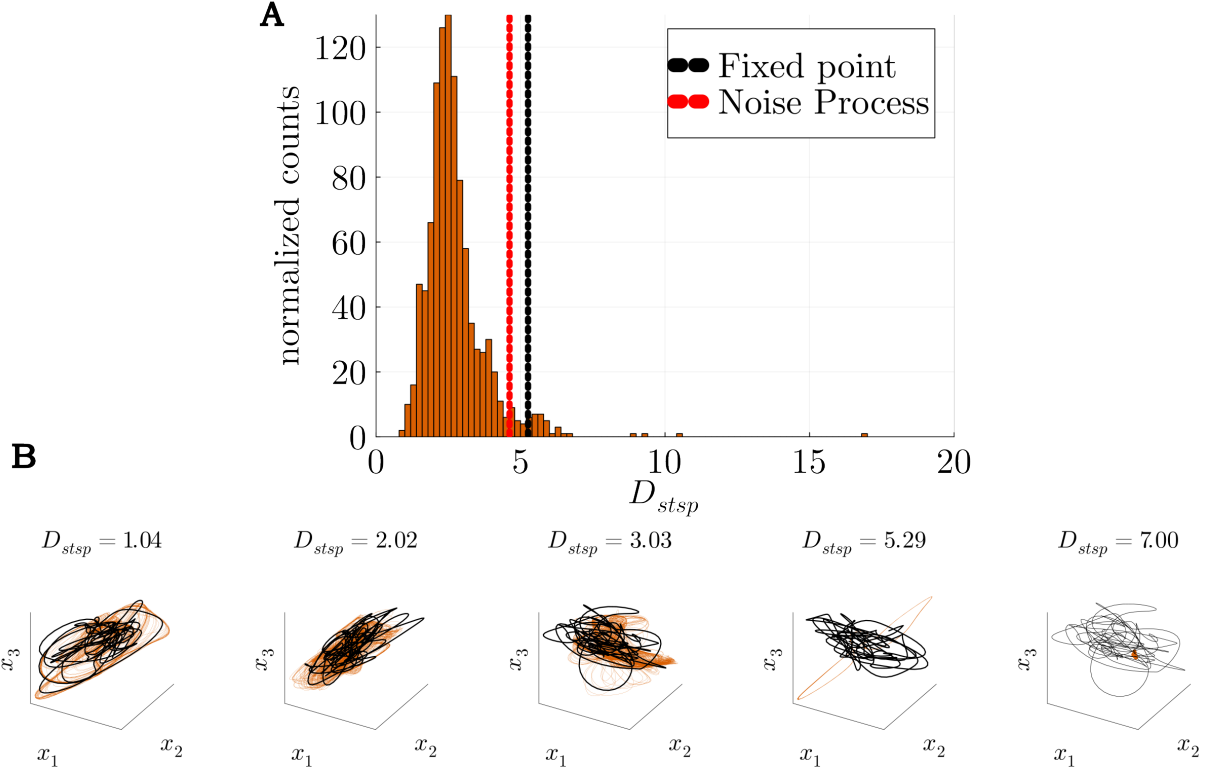 A
normalized counts
120
100
80
60
40
20
0
Fixed point
Noise Process
0 5 10 15 20
D_stsp
B
D_stsp = 1.04 D_stsp = 2.02 D_stsp = 3.03 D_stsp = 5.29 D_stsp = 7.00
x_3 x_3 x_3 x_3 x_3
x_1 x_2 x_1 x_2 x_1 x_2 x_1 x_2 x_1 x_2